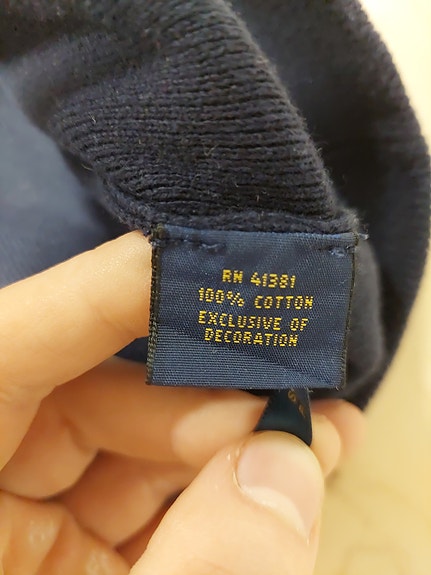 RN 41381
100% COTTON
EXCLUSIVE OF
DECORATION